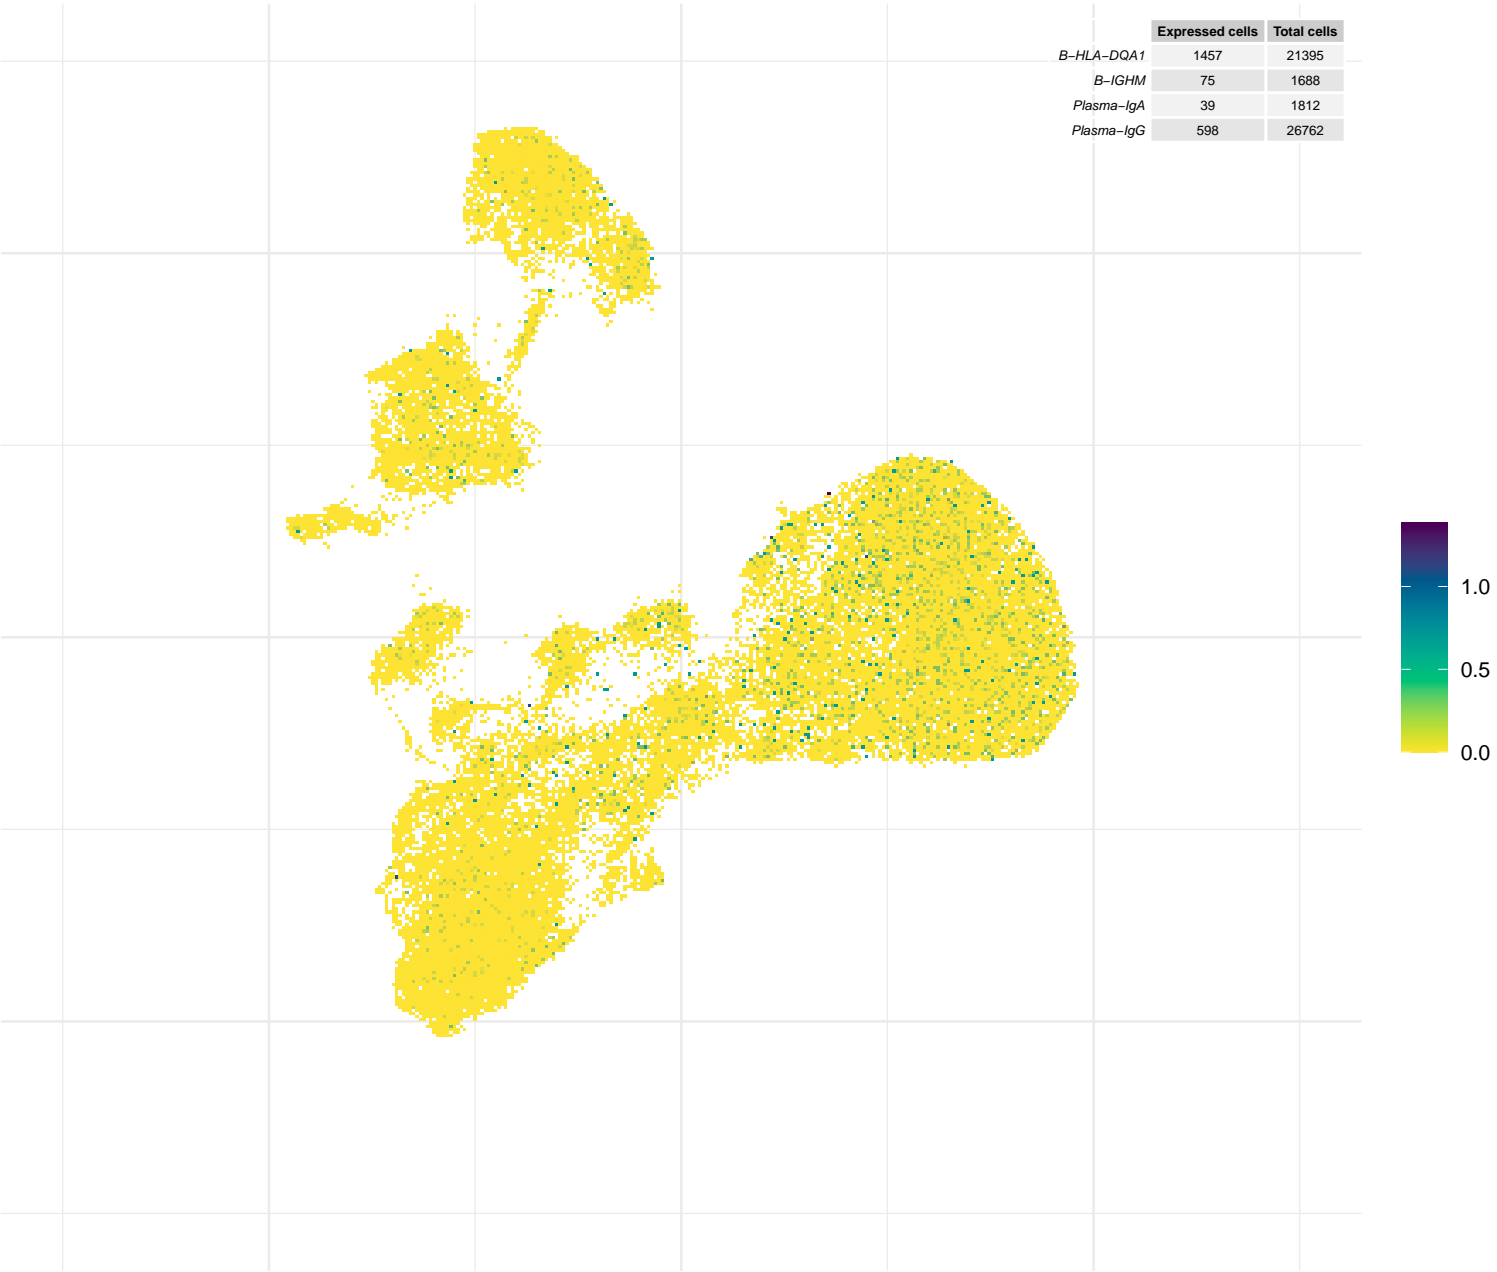 Expressed cells Total cells
B−HLA−DQA1 1457 21395
B−IGHM 75 1688
Plasma−IgA 39 1812
Plasma−IgG 598 26762
1.0
0.5
0.0